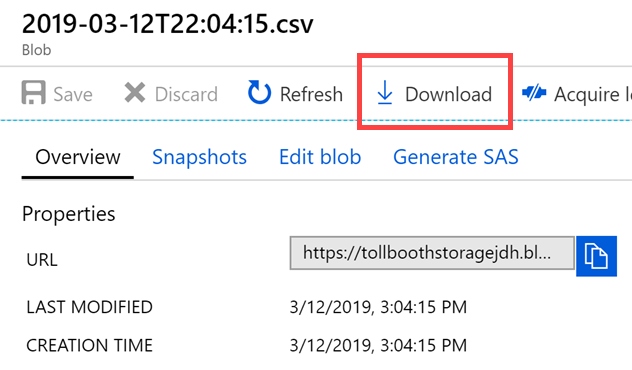 2019-03-12T22:04:15.csv
Blob
Save Discard Refresh Download Acquire
Overview Snapshots Edit blob Generate SAS
Properties
URL https://tollboothstoragejdh.bl...
LAST MODIFIED 3/12/2019, 3:04:15 PM
CREATION TIME 3/12/2019, 3:04:15 PM